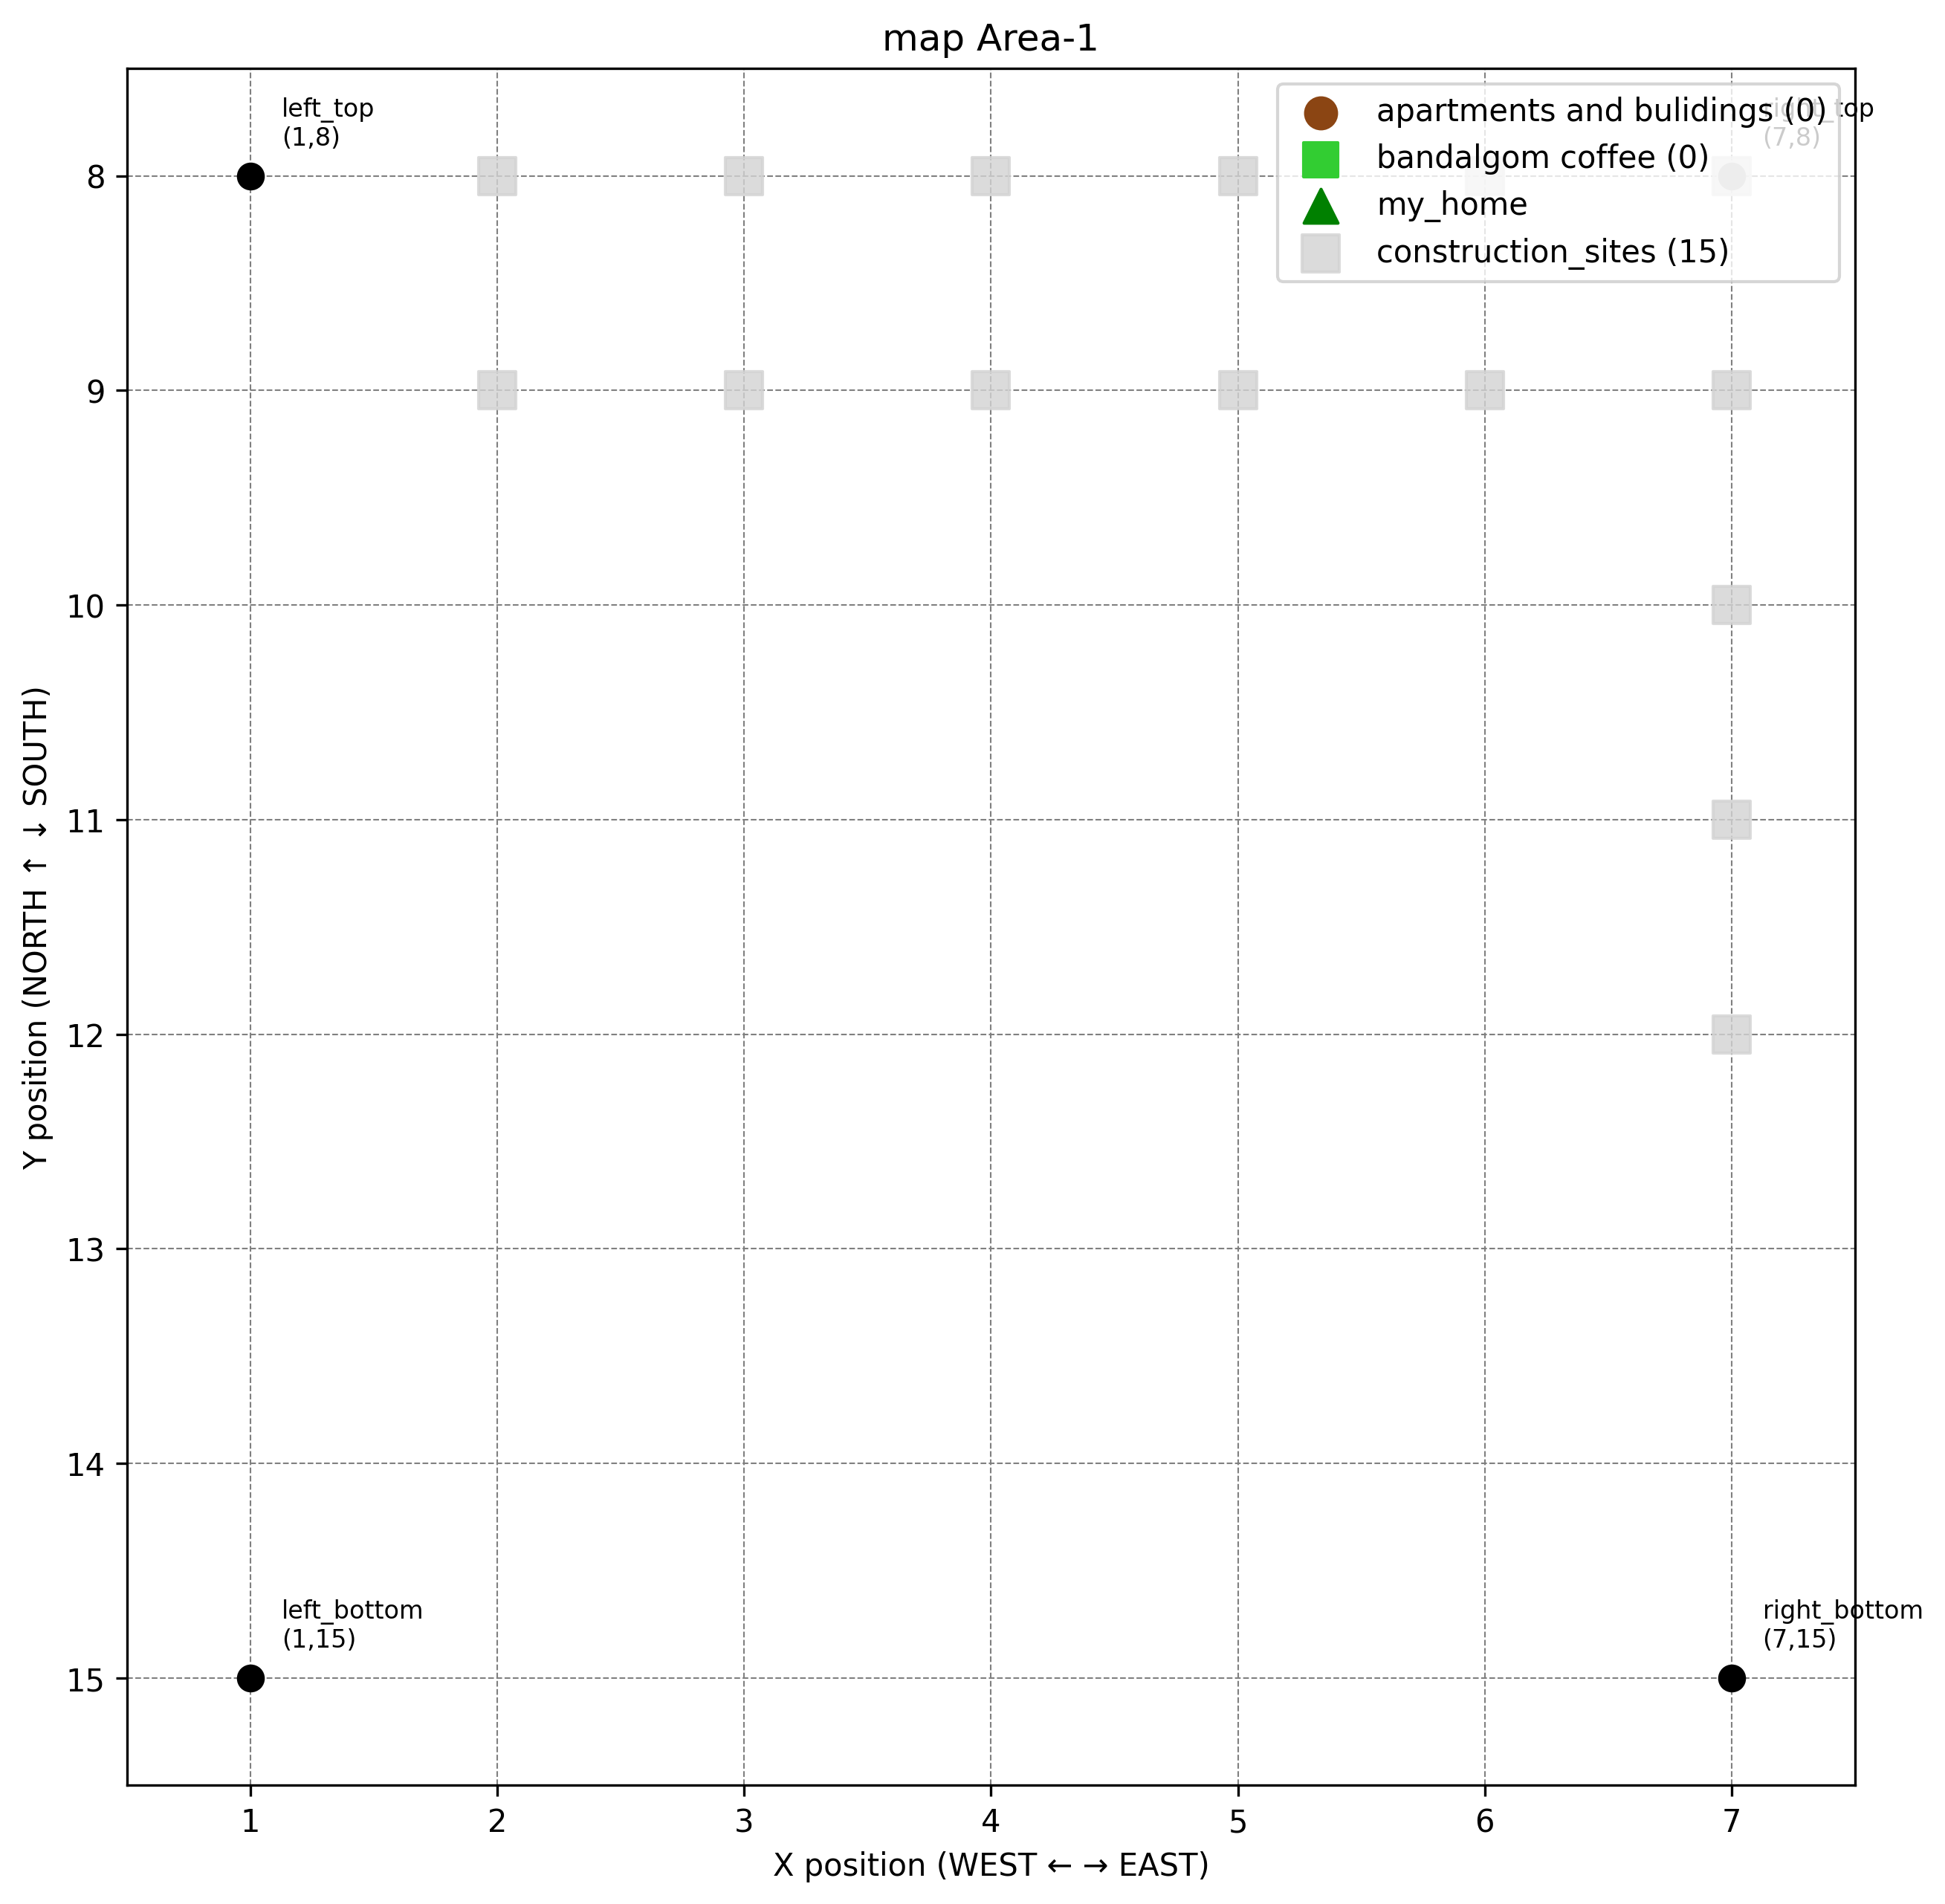 map Area-1
left_top
(1,8)
right_top
(7,8)
apartments and bulidings (0)
bandalgom coffee (0)
my_home
construction_sites (15)
8
9
10
11
12
13
14
15
Y position (NORTH ↑ ↓ SOUTH)
left_bottom
(1,15)
right_bottom
(7,15)
1 2 3 4 5 6 7
X position (WEST ← → EAST)